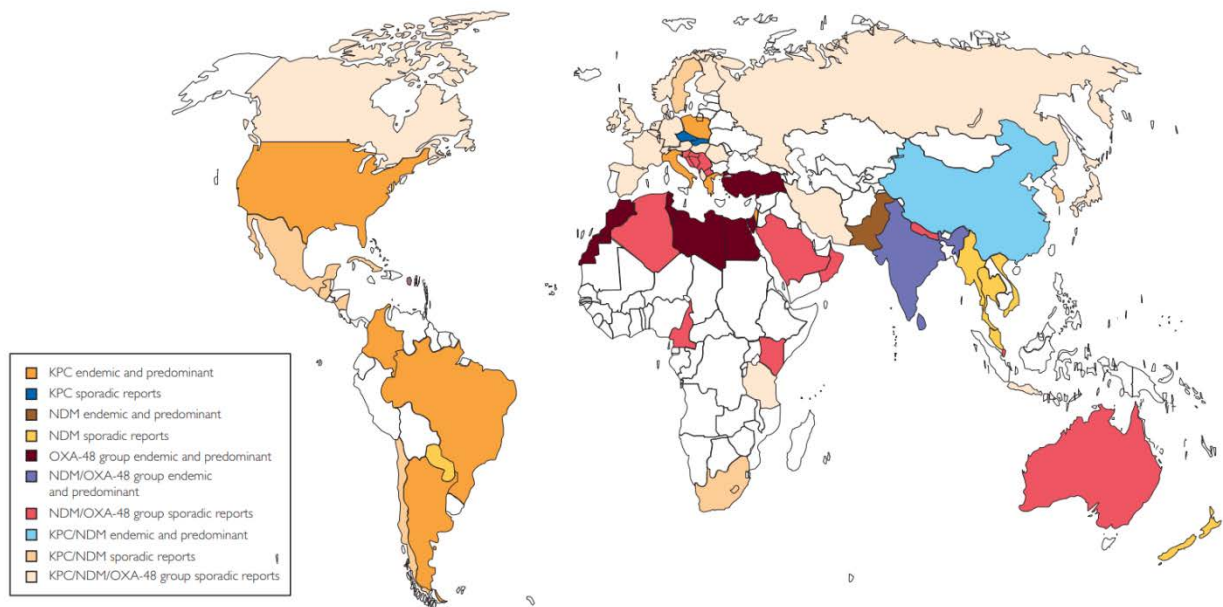 KPC endemic and predominant
KPC sporadic reports
NDM endemic and predominant
NDM sporadic reports
OXA-48 group endemic and predominant
NDM/OXA-48 group endemic
and predominant
NDM/OXA-48 group sporadic reports
KPC/NDM endemic and predominant
KPC/NDM sporadic reports
KPC/NDM/OXA-48 group sporadic reports